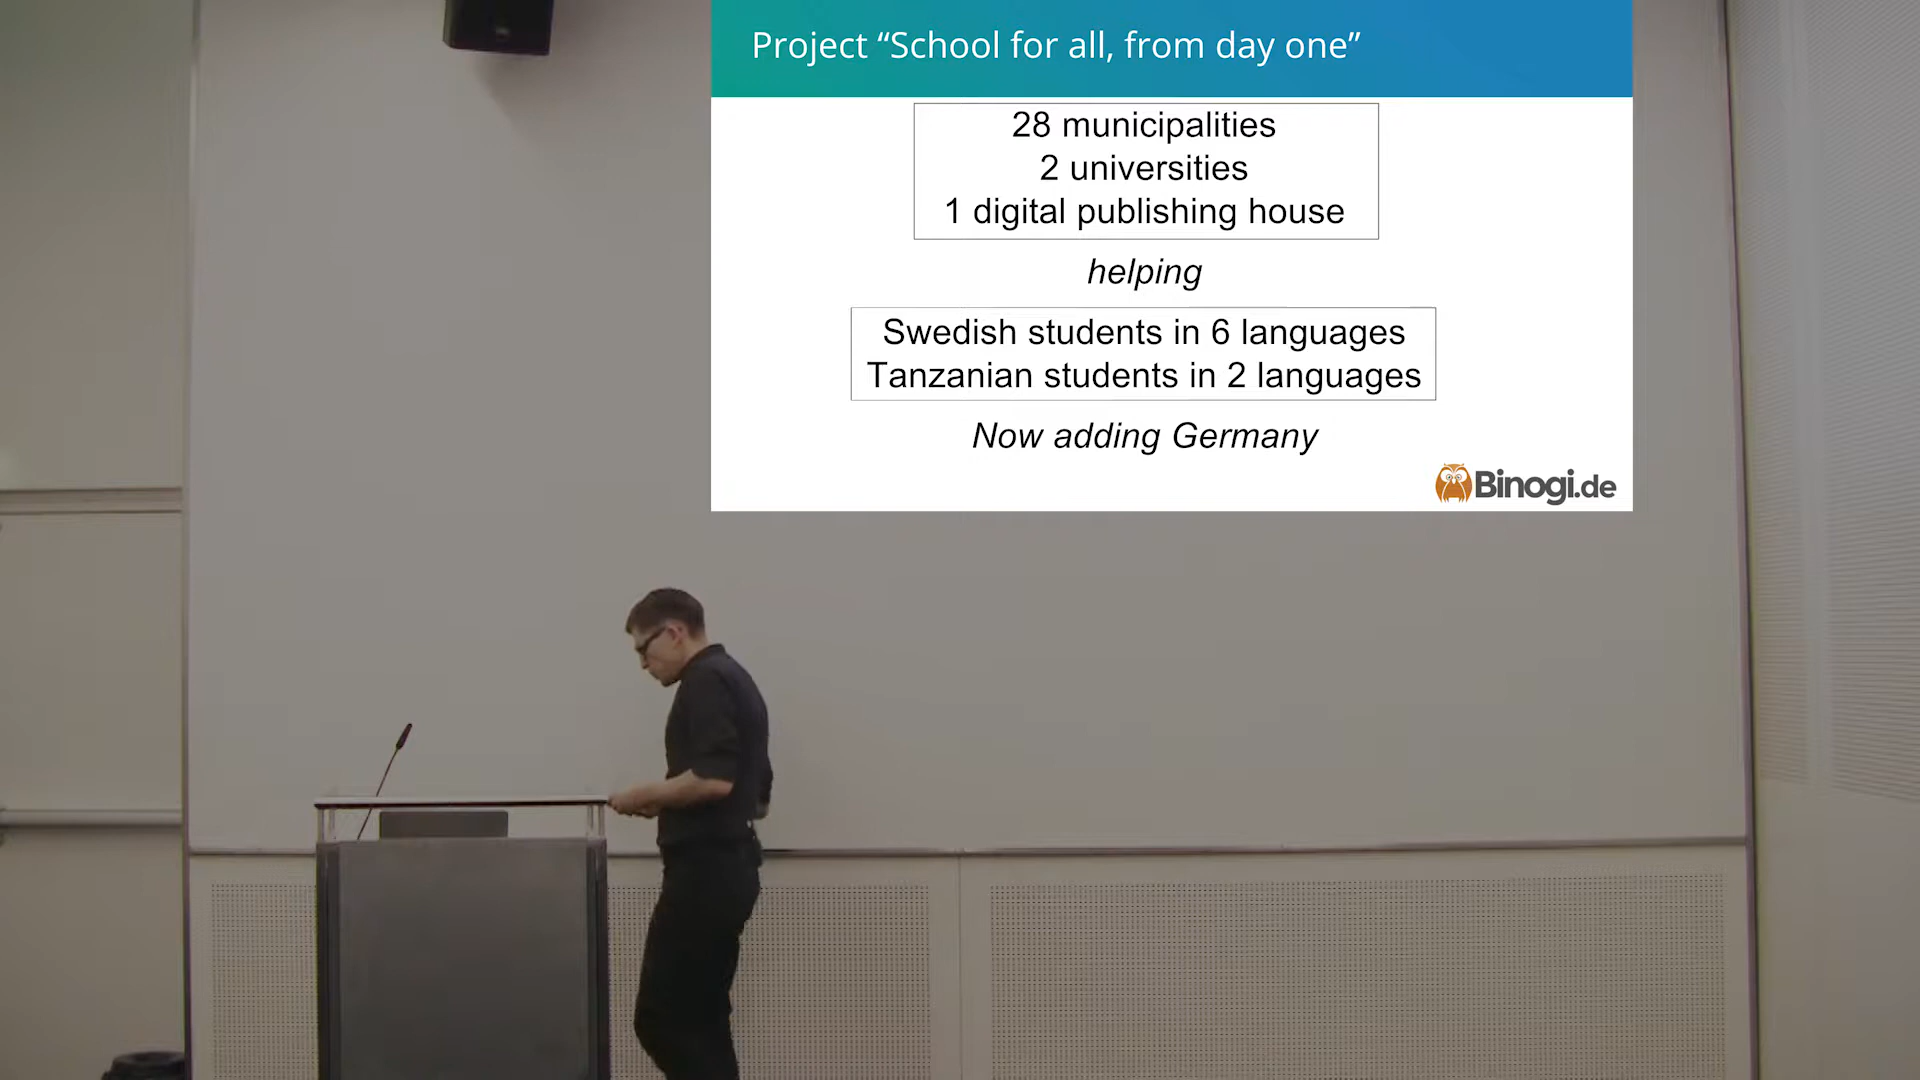 Project “School for all, from day one”
28 municipalities
2 universities
1 digital publishing house
helping
Swedish students in 6 languages
Tanzanian students in 2 languages
Now adding Germany
Binogi.de